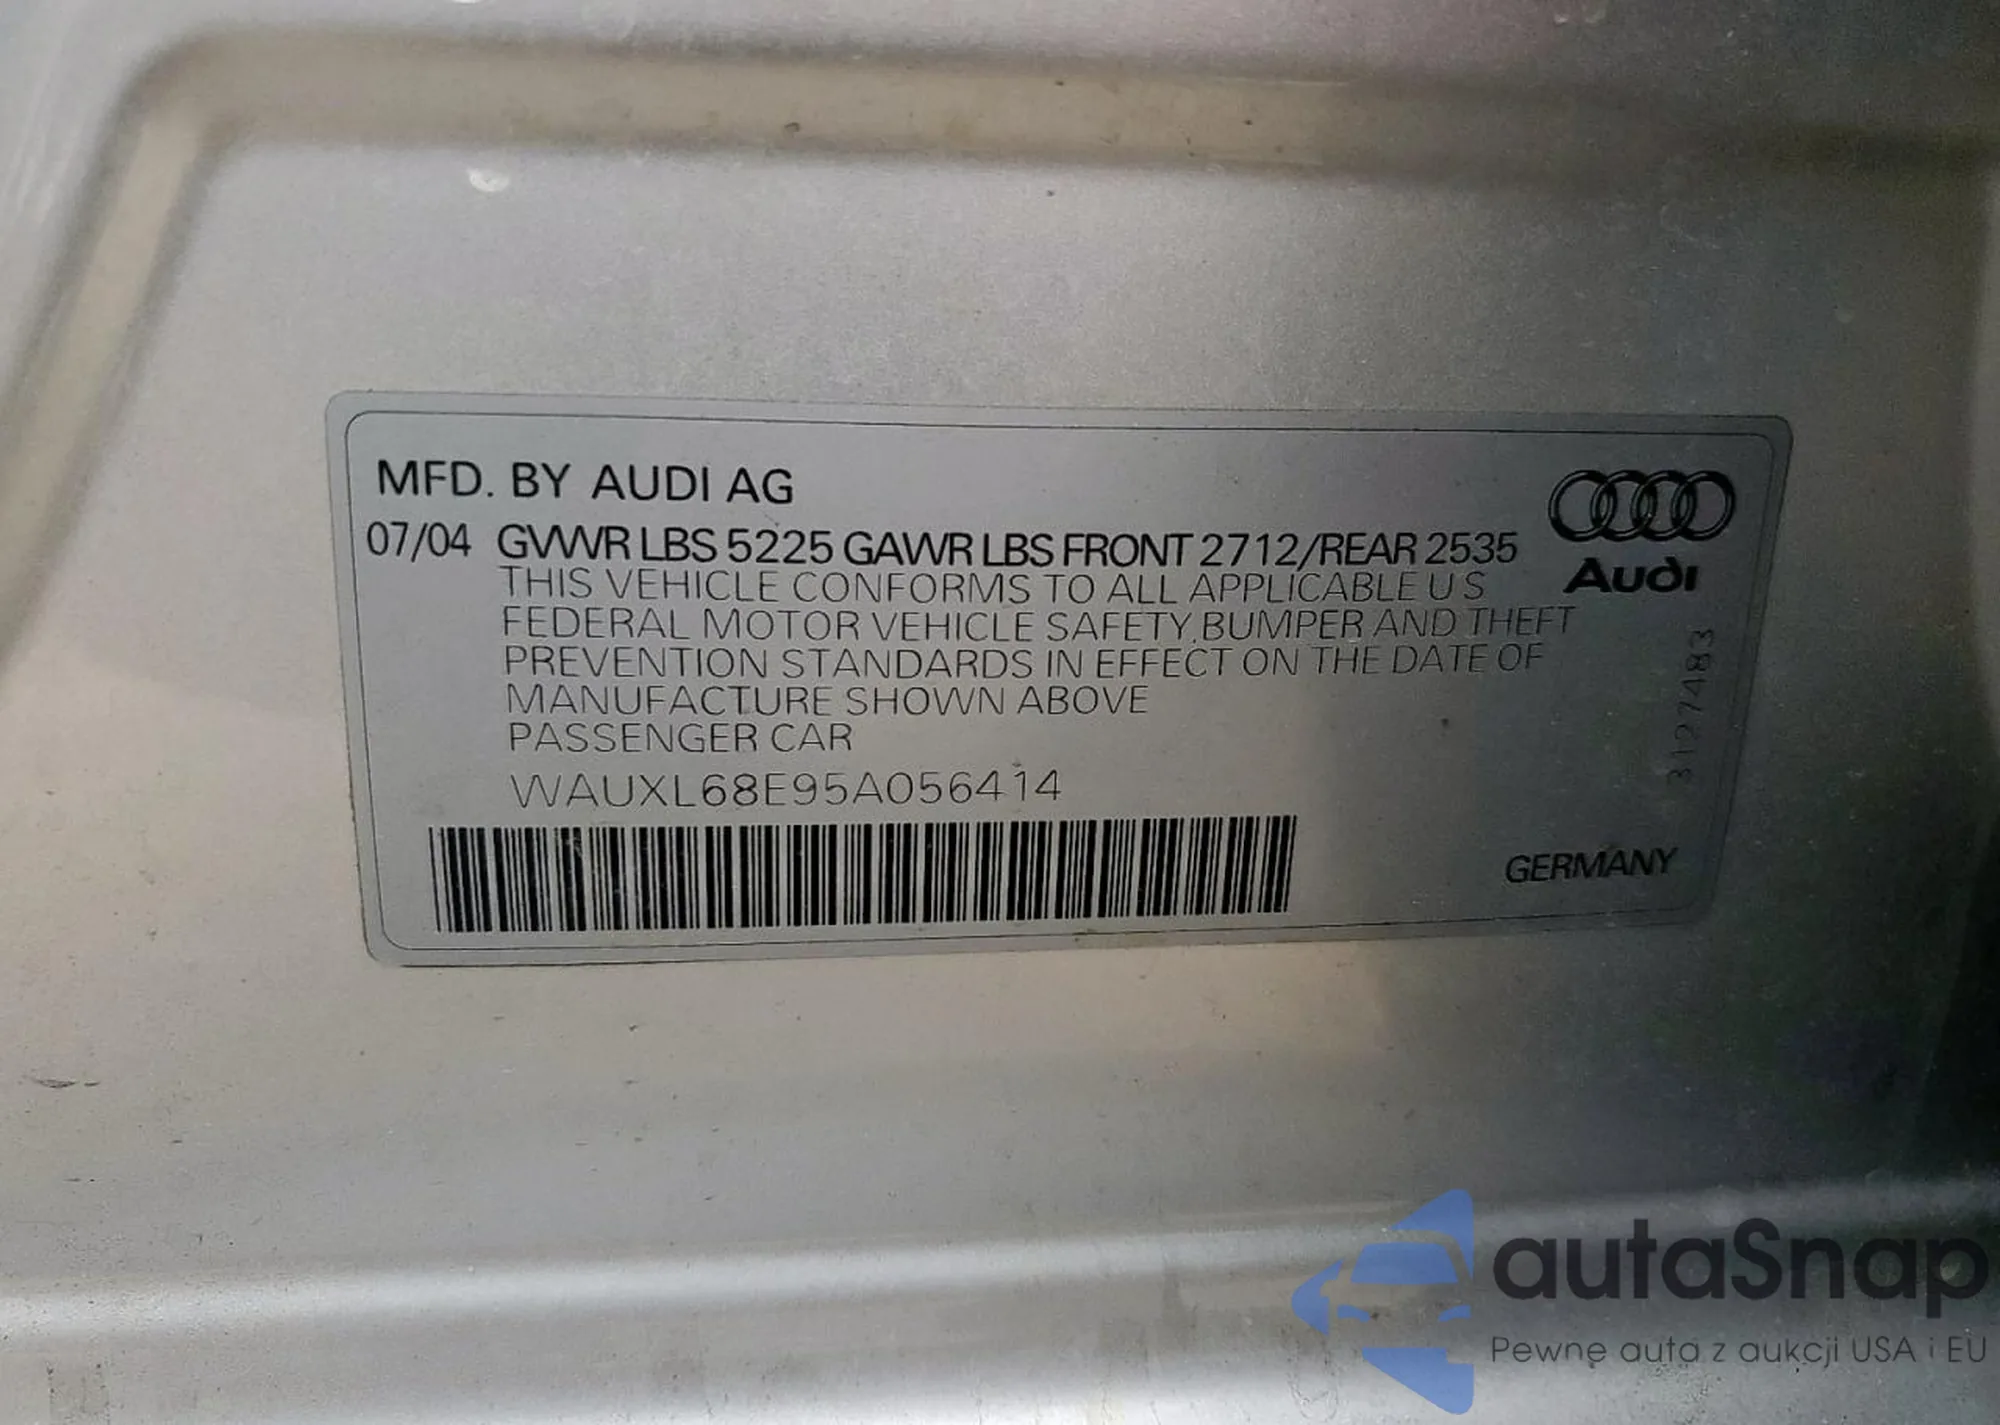 MFD. BY AUDI AG
07/04 GVWR LBS 5225 GAWR LBS FRONT 2712/REAR 2535
Audi
THIS VEHICLE CONFORMS TO ALL APPLICABLE U S
FEDERAL MOTOR VEHICLE SAFETY, BUMPER AND THEFT
PREVENTION STANDARDS IN EFFECT ON THE DATE OF
MANUFACTURE SHOWN ABOVE
PASSENGER CAR
WAUXL68E95A056414
3127483
GERMANY
autaSnap
Pewne auta z aukcji USA i EU